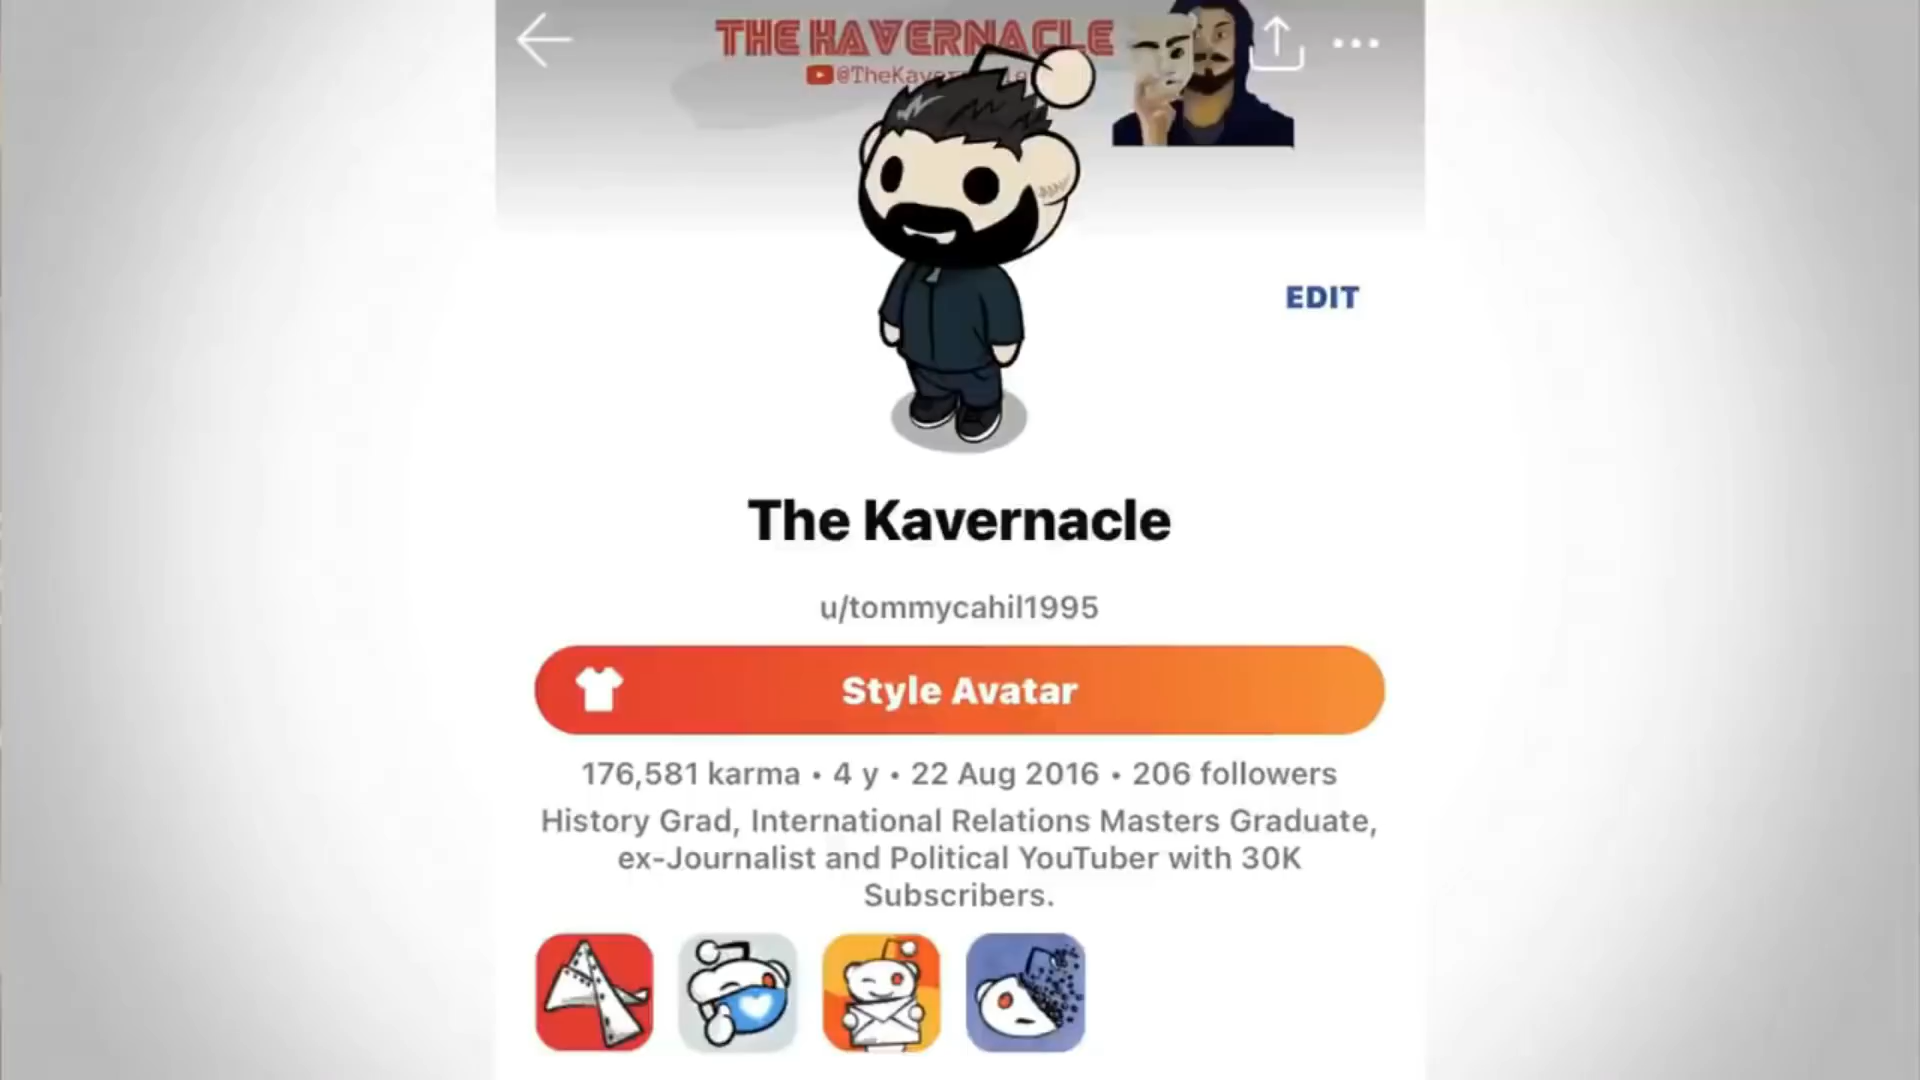 THE KAVERNACLE
EDIT
The Kavernacle
u/tommycahil1995
Style Avatar
176,581 karma • 4 y • 22 Aug 2016 • 206 followers
History Grad, International Relations Masters Graduate,
ex-Journalist and Political YouTuber with 30K
Subscribers.